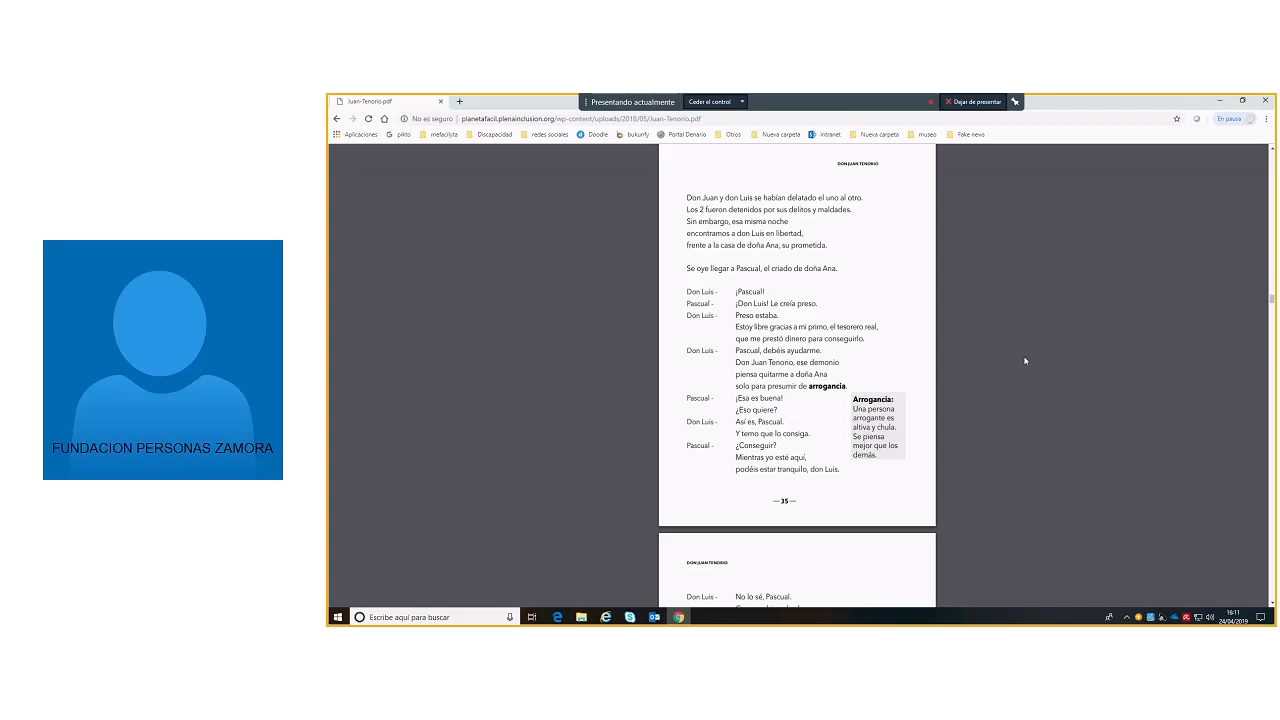 Juan-Tenorio.pdf
Presentando actualmente
Ceder el control
Dejar de presentar
No es seguro
planetafacil.plenainclusion.org/wp-content/uploads/2018/05/Juan-Tenorio.pdf
En pausa
Aplicaciones
pikto
mefacilyta
Discapacidad
redes sociales
Doodle
bukunfy
Portal Denario
Otros
Nueva carpeta
intranet
Nueva carpeta
museo
Fake news
DON JUAN TENORIO
Don Juan y don Luis se habían delatado el uno al otro.
Los 2 fueron detenidos por sus delitos y maldades.
Sin embargo, esa misma noche
encontramos a don Luis en libertad,
frente a la casa de doña Ana, su prometida.
Se oye llegar a Pascual, el criado de doña Ana.
Don Luis - ¡Pascual!
Pascual - ¡Don Luis! Le creía preso.
Don Luis - Preso estaba.
Estoy libre gracias a mi primo, el tesorero real,
que me prestó dinero para conseguirlo.
Don Luis - Pascual, debéis ayudarme.
Don Juan Tenorio, ese demonio
piensa quitarme a doña Ana
solo para presumir de arrogancia.
Pascual - ¡Esa es buena!
¿Eso quiere?
Don Luis - Así es, Pascual.
Y temo que lo consiga.
Pascual - ¿Conseguir?
Mientras yo esté aquí,
podéis estar tranquilo, don Luis.
Arrogancia:
Una persona
arrogante es
altiva y chula.
Se piensa
mejor que los
demás.
— 35 —
DON JUAN TENORIO
Don Luis - No lo sé, Pascual.
FUNDACION PERSONAS ZAMORA
Escribe aquí para buscar
16:11
24/04/2019